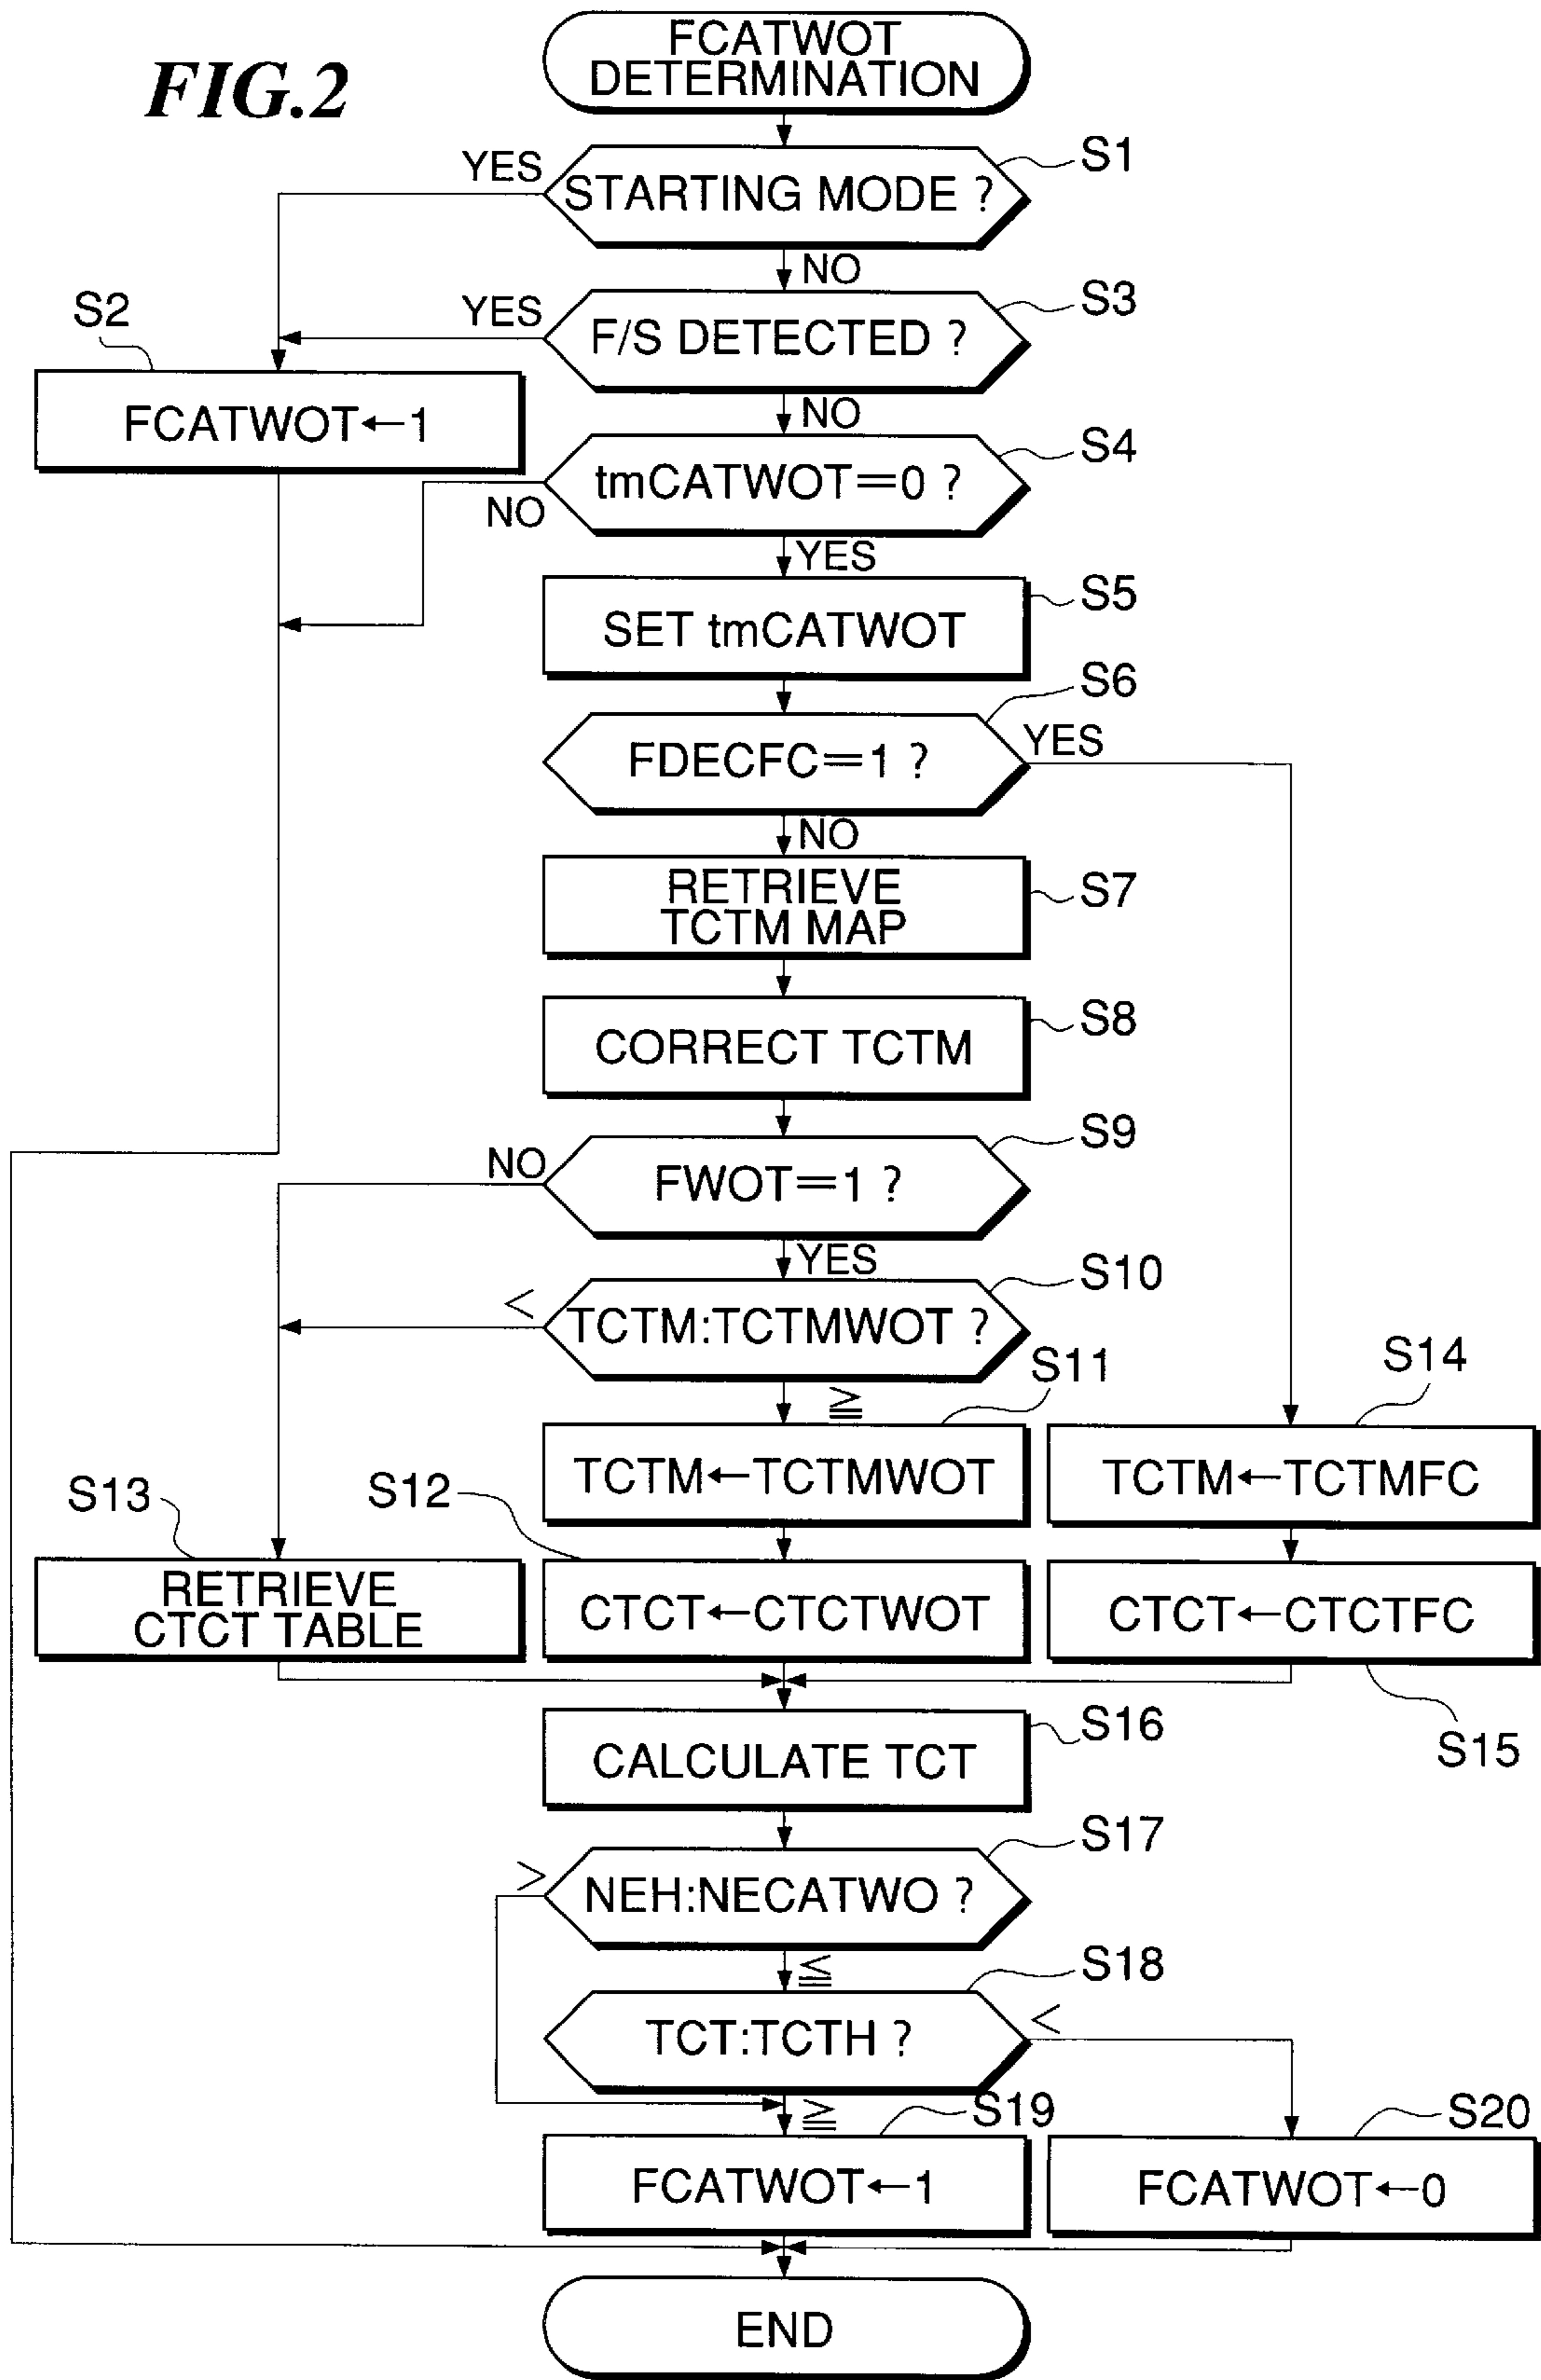 FIG.2
FCATWOT
DETERMINATION
S1
YES
STARTING MODE ?
NO
S3
YES
F/S DETECTED ?
S2
FCATWOT←1
NO
S4
tmCATWOT=0 ?
NO
YES
S5
SET tmCATWOT
S6
FDECFC=1 ?
YES
NO
S7
RETRIEVE
TCTM MAP
S8
CORRECT TCTM
S9
NO
FWOT=1 ?
YES
S10
<
TCTM:TCTMWOT ?
≧
S11
S14
TCTM←TCTMWOT
TCTM←TCTMFC
S13
S12
RETRIEVE
CTCT TABLE
CTCT←CTCTWOT
CTCT←CTCTFC
S16
S15
CALCULATE TCT
S17
>
NEH:NECATWO ?
≦
S18
TCT:TCTH ?
<
≧
S19
S20
FCATWOT←1
FCATWOT←0
END